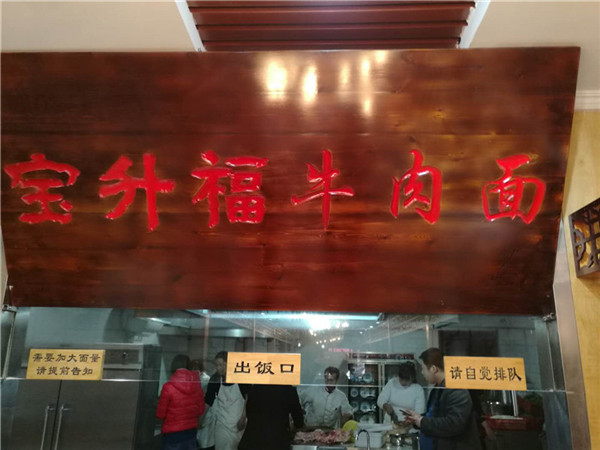 宝升福牛肉面
需要加大面量
请提前告知
出饭口
请自觉排队